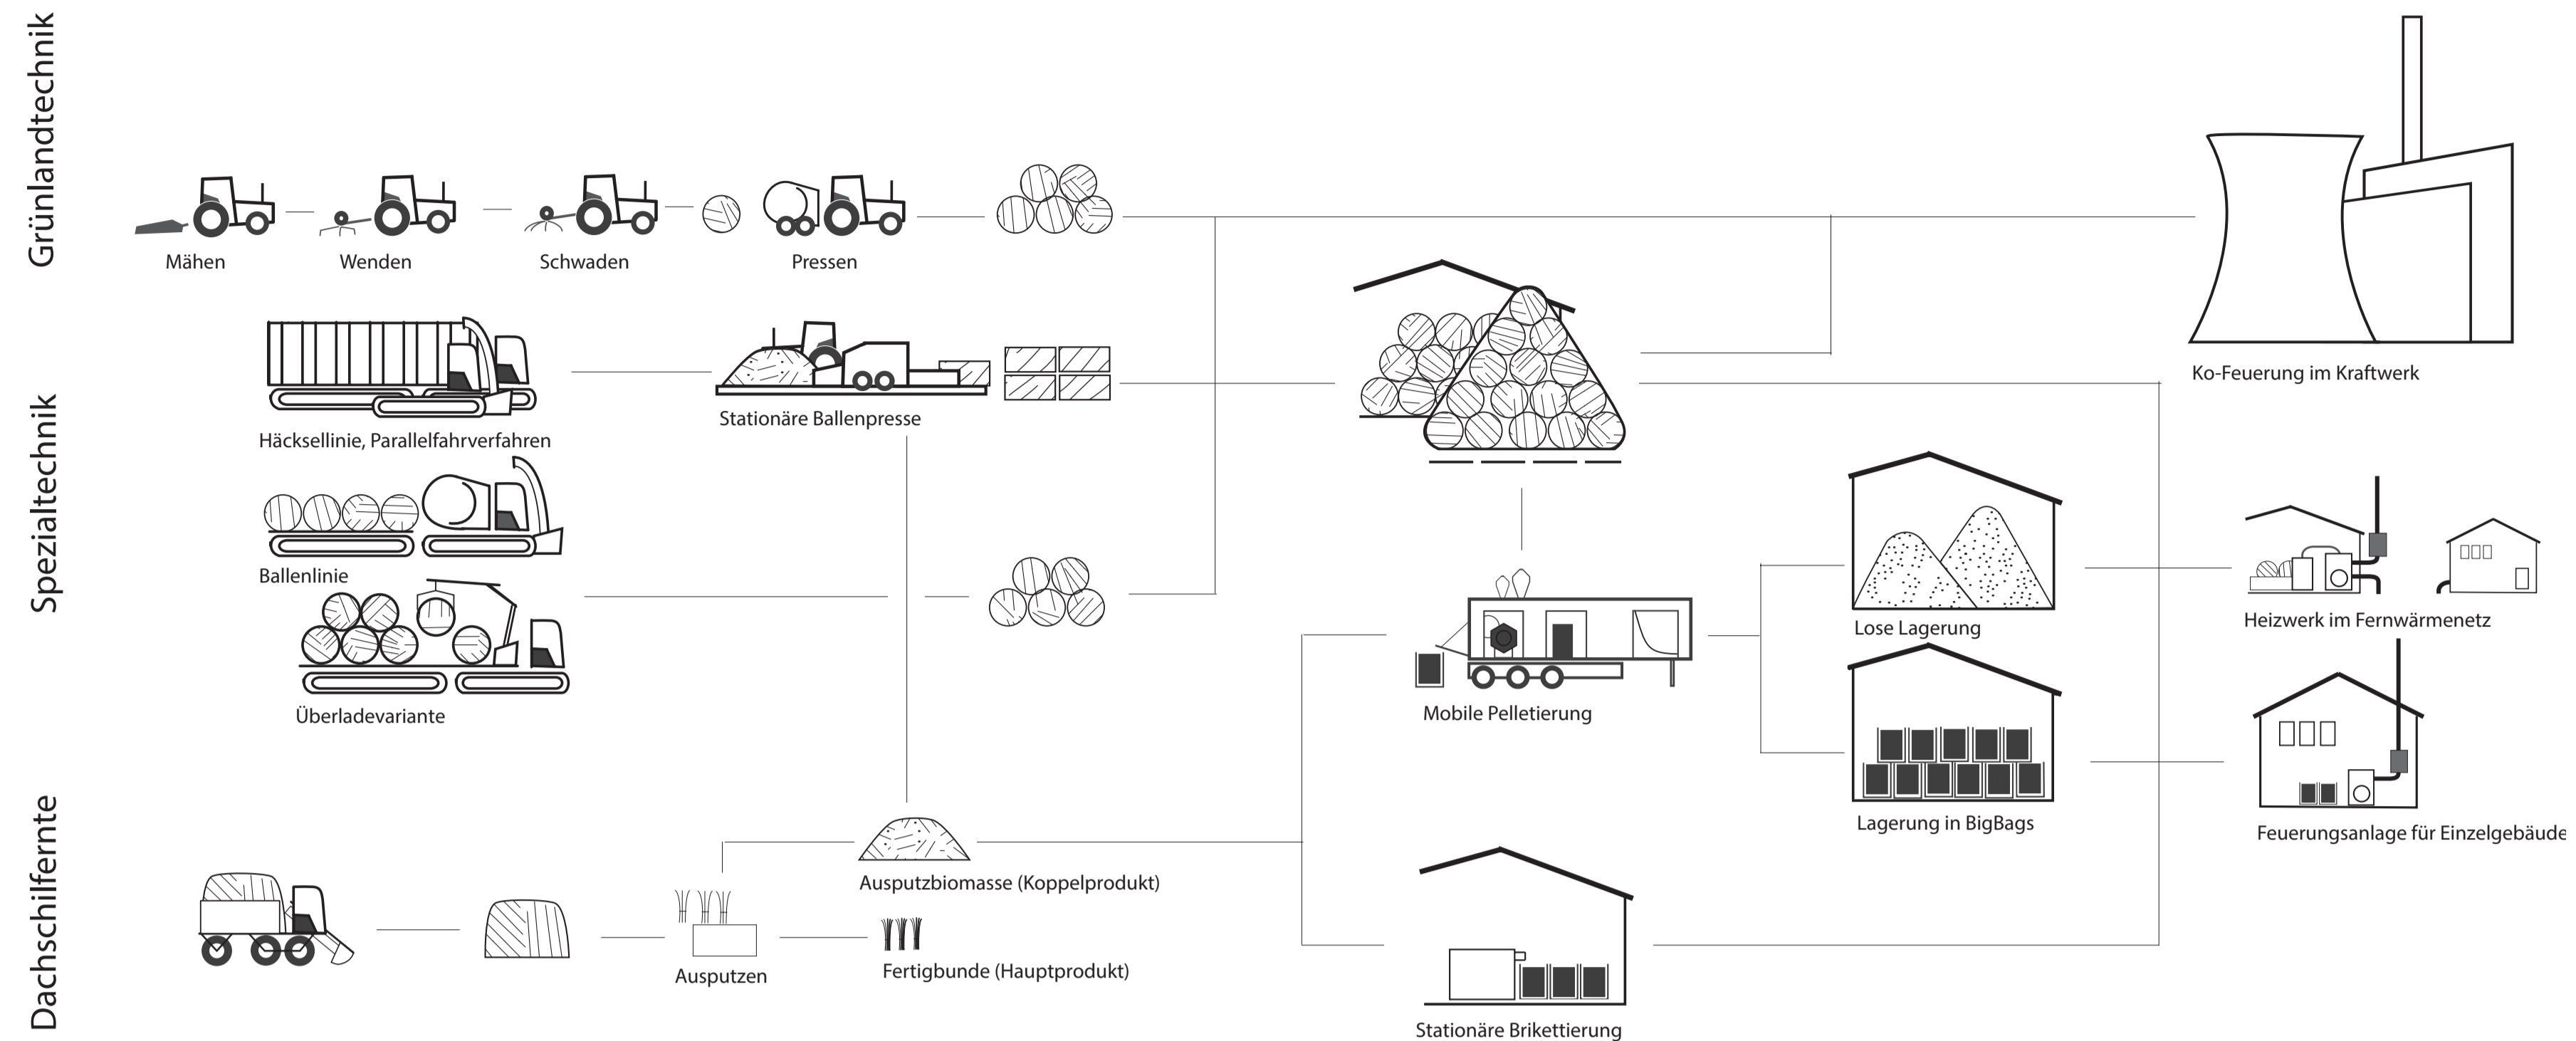 Grünlandtechnik
Mähen
Wenden
Schwaden
Pressen
Ko-Feuerung im Kraftwerk
Spezialtechnik
Häcksellinie, Parallelfahrverfahren
Stationäre Ballenpresse
Ballenlinie
Überladevariante
Mobile Pelletierung
Lose Lagerung
Lagerung in BigBags
Heizwerk im Fernwärmenetz
Feuerungsanlage für Einzelgebäude
Dachschilfernte
Ausputzbiomasse (Koppelprodukt)
Ausputzen
Fertigbunde (Hauptprodukt)
Stationäre Brikettierung